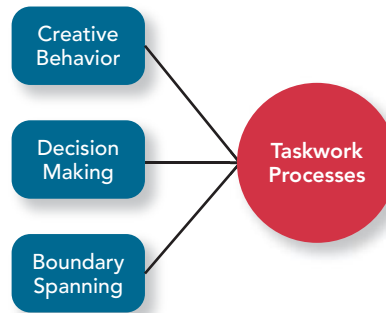 Creative
Behavior
Decision
Making
Taskwork
Processes
Boundary
Spanning